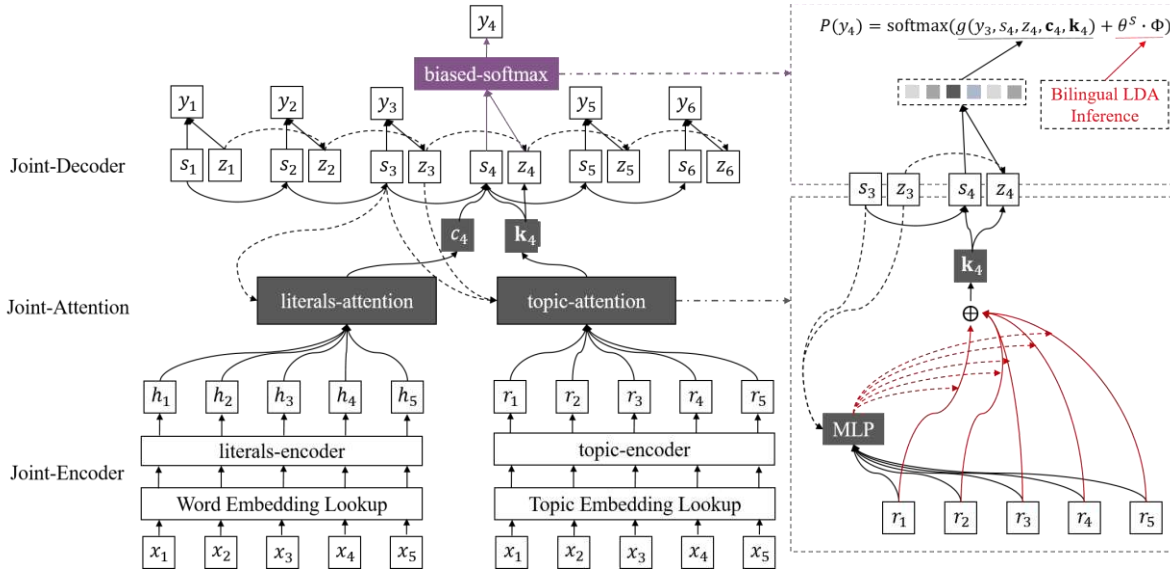 y₄
P(y₄) = softmax(g(y₃, s₄, z₄, c₄, k₄) + θˢ · Φ)
biased-softmax
Bilingual LDA
Inference
y₁ y₂ y₃ y₅ y₆
Joint-Decoder
s₁ z₁ s₂ z₂ s₃ z₃ s₄ z₄ s₅ z₅ s₆ z₆
s₃ z₃ s₄ z₄
c₄ k₄
k₄
Joint-Attention
literals-attention topic-attention
⊕
h₁ h₂ h₃ h₄ h₅ r₁ r₂ r₃ r₄ r₅
MLP
Joint-Encoder
literals-encoder topic-encoder
Word Embedding Lookup Topic Embedding Lookup
r₁ r₂ r₃ r₄ r₅
x₁ x₂ x₃ x₄ x₅ x₁ x₂ x₃ x₄ x₅